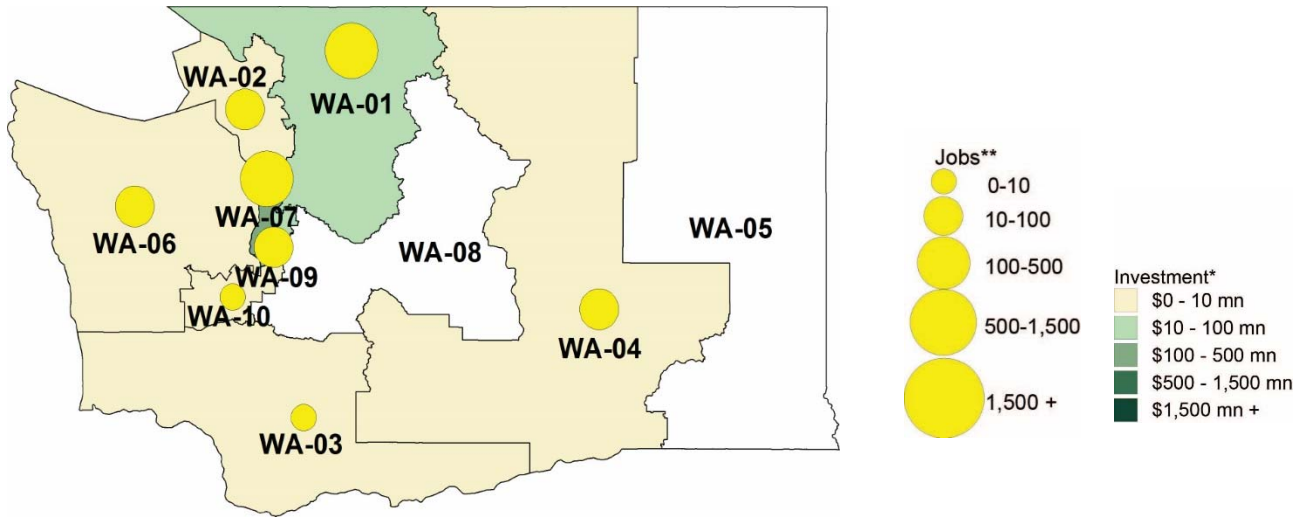 WA-02
WA-01
WA-07
WA-06
WA-09
WA-08
WA-05
WA-10
WA-04
WA-03
Jobs**
0-10
10-100
100-500
500-1,500
1,500 +
Investment*
$0 - 10 mn
$10 - 100 mn
$100 - 500 mn
$500 - 1,500 mn
$1,500 mn +